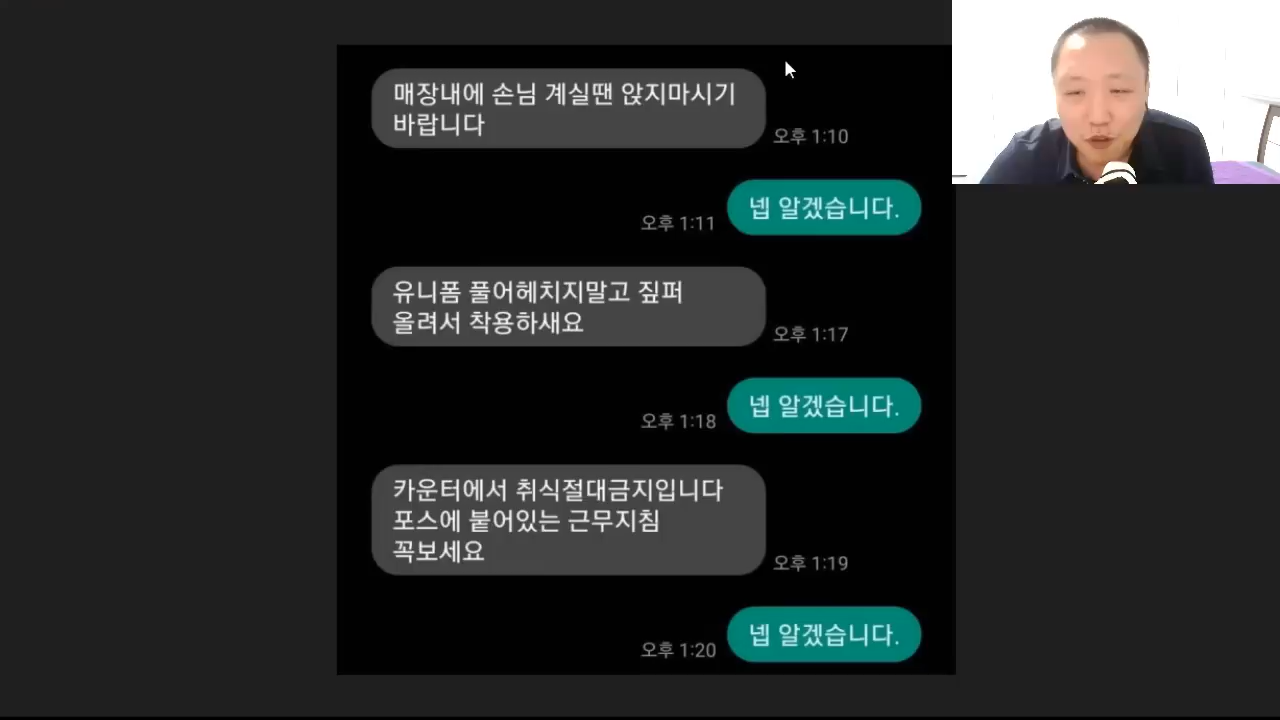 매장내에 손님 계실땐 앉지마시기
바랍니다
오후 1:10
넵 알겠습니다.
오후 1:11
유니폼 풀어헤치지말고 짚퍼
올려서 착용하새요
오후 1:17
넵 알겠습니다.
오후 1:18
카운터에서 취식절대금지입니다
포스에 붙어있는 근무지침
꼭보세요
오후 1:19
넵 알겠습니다.
오후 1:20